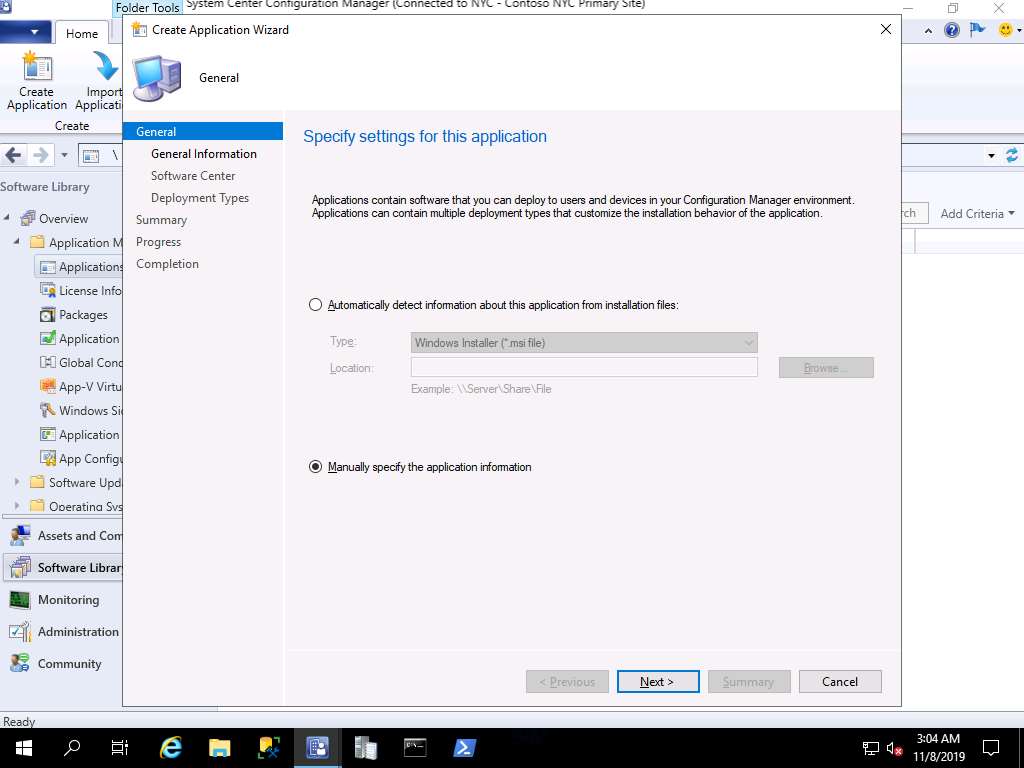 Folder Tools System Center Configuration Manager (Connected to NYC - Contoso NYC Primary Site)
Home
Create Application Wizard
General
Create
Application
Import
Create
General
General Information
Software Center
Deployment Types
Summary
Progress
Completion
Specify settings for this application
Applications contain software that you can deploy to users and devices in your Configuration Manager environment.
Applications can contain multiple deployment types that customize the installation behavior of the application.
Automatically detect information about this application from installation files:
Type:
Windows Installer (*.msi file)
Location:
Browse...
Example: \\Server\Share\File
Manually specify the application information
< Previous
Next >
Summary
Cancel
\
Software Library
Overview
Application M
Applications
License Info
Packages
Application
Global Conc
App-V Virtu
Windows Si
Application
App Configu
Software Upd
Operating Sys
Assets and Com
Software Library
Monitoring
Administration
Community
Add Criteria
Ready
3:04 AM
11/8/2019